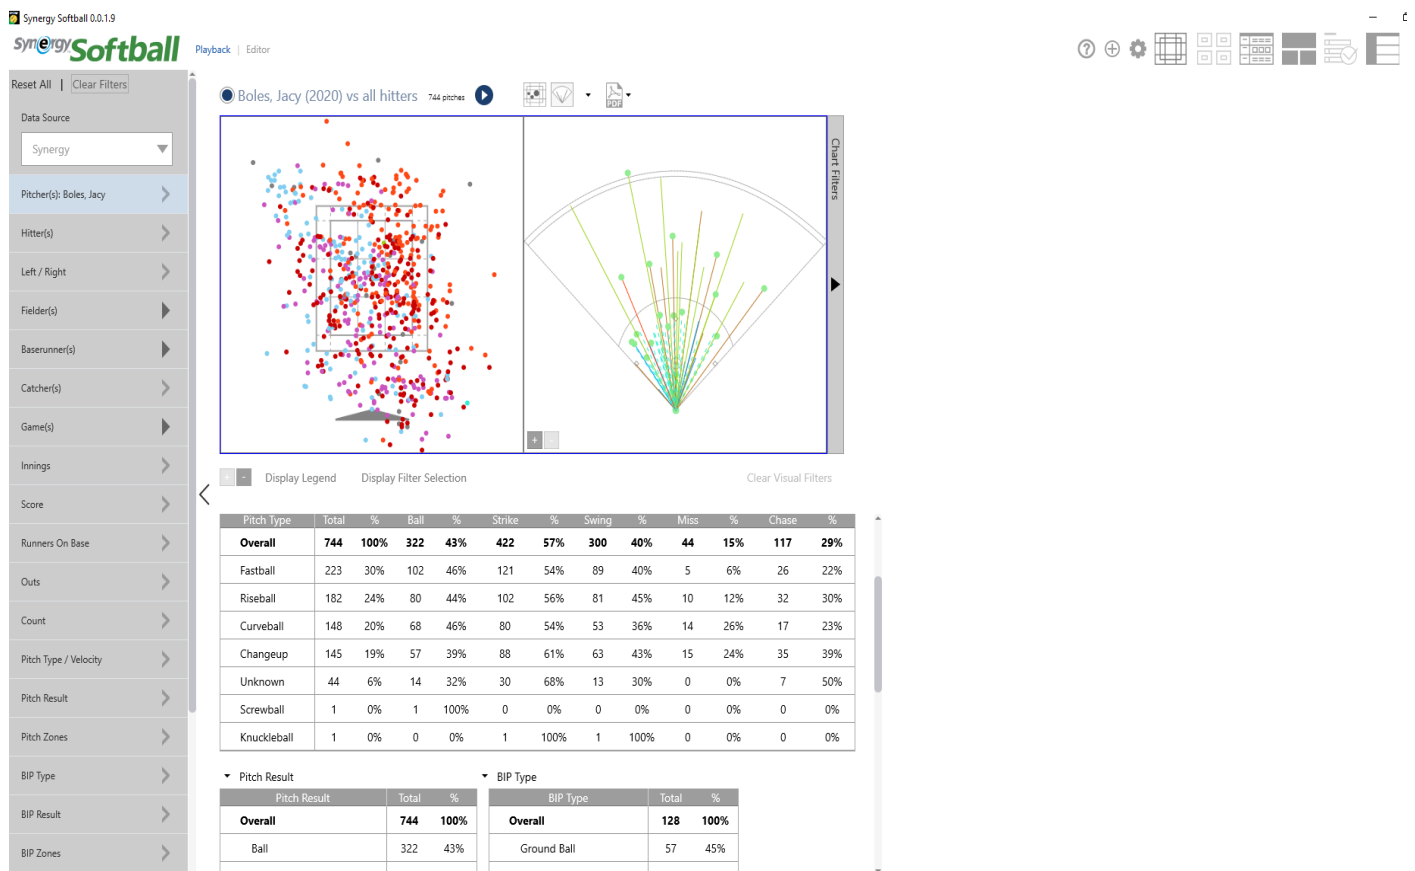 Synergy Softball 0.0.1.9
synergy Softball
Playback | Editor
Reset All | Clear Filters
Data Source
Synergy
Pitcher(s): Boles, Jacy
Hitter(s)
Left / Right
Fielder(s)
Baserunner(s)
Catcher(s)
Game(s)
Innings
Score
Runners On Base
Outs
Count
Pitch Type / Velocity
Pitch Result
Pitch Zones
BIP Type
BIP Result
BIP Zones
Boles, Jacy (2020) vs all hitters 744 pitches
PDF
Chart Filters
+ -
+ - Display Legend Display Filter Selection Clear Visual Filters
Pitch Type Total % Ball % Strike % Swing % Miss % Chase %
Overall 744 100% 322 43% 422 57% 300 40% 44 15% 117 29%
Fastball 223 30% 102 46% 121 54% 89 40% 5 6% 26 22%
Riseball 182 24% 80 44% 102 56% 81 45% 10 12% 32 30%
Curveball 148 20% 68 46% 80 54% 53 36% 14 26% 17 23%
Changeup 145 19% 57 39% 88 61% 63 43% 15 24% 35 39%
Unknown 44 6% 14 32% 30 68% 13 30% 0 0% 7 50%
Screwball 1 0% 1 100% 0 0% 0 0% 0 0% 0 0%
Knuckleball 1 0% 0 0% 1 100% 1 100% 0 0% 0 0%
Pitch Result
Pitch Result Total %
Overall 744 100%
Ball 322 43%
BIP Type
BIP Type Total %
Overall 128 100%
Ground Ball 57 45%